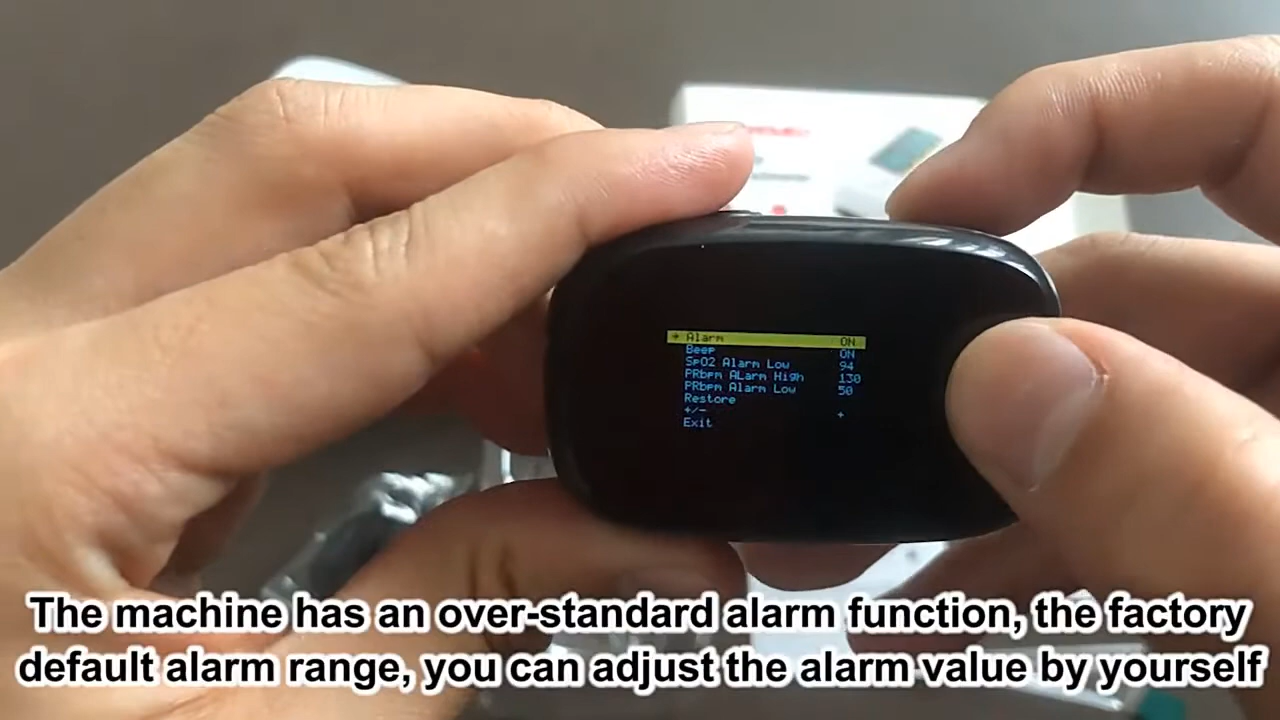 → Alarm ON
Beep ON
SpO2 Alarm Low 94
PRbpm ALarm High 130
PRbpm Alarm Low 50
Restore
+/- +
Exit
The machine has an over-standard alarm function, the factory
default alarm range, you can adjust the alarm value by yourself